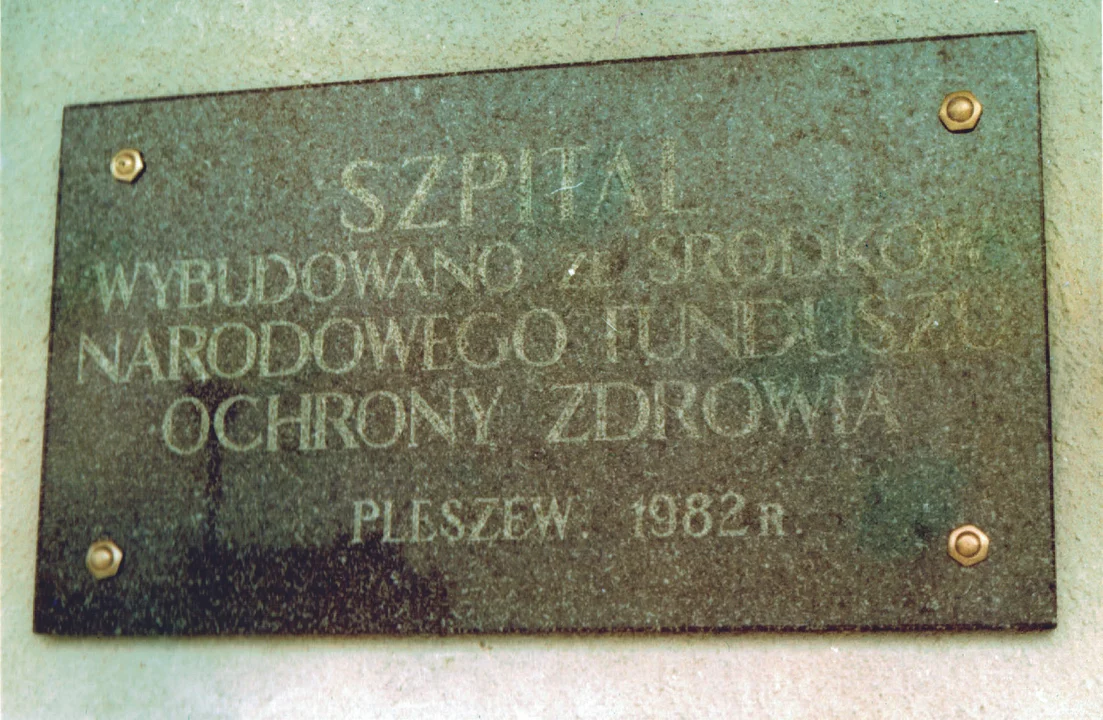 SZPITAL
WYBUDOWANO ZE ŚRODKÓW
NARODOWEGO FUNDUSZU
OCHRONY ZDROWIA
PLESZEW. 1982 R.